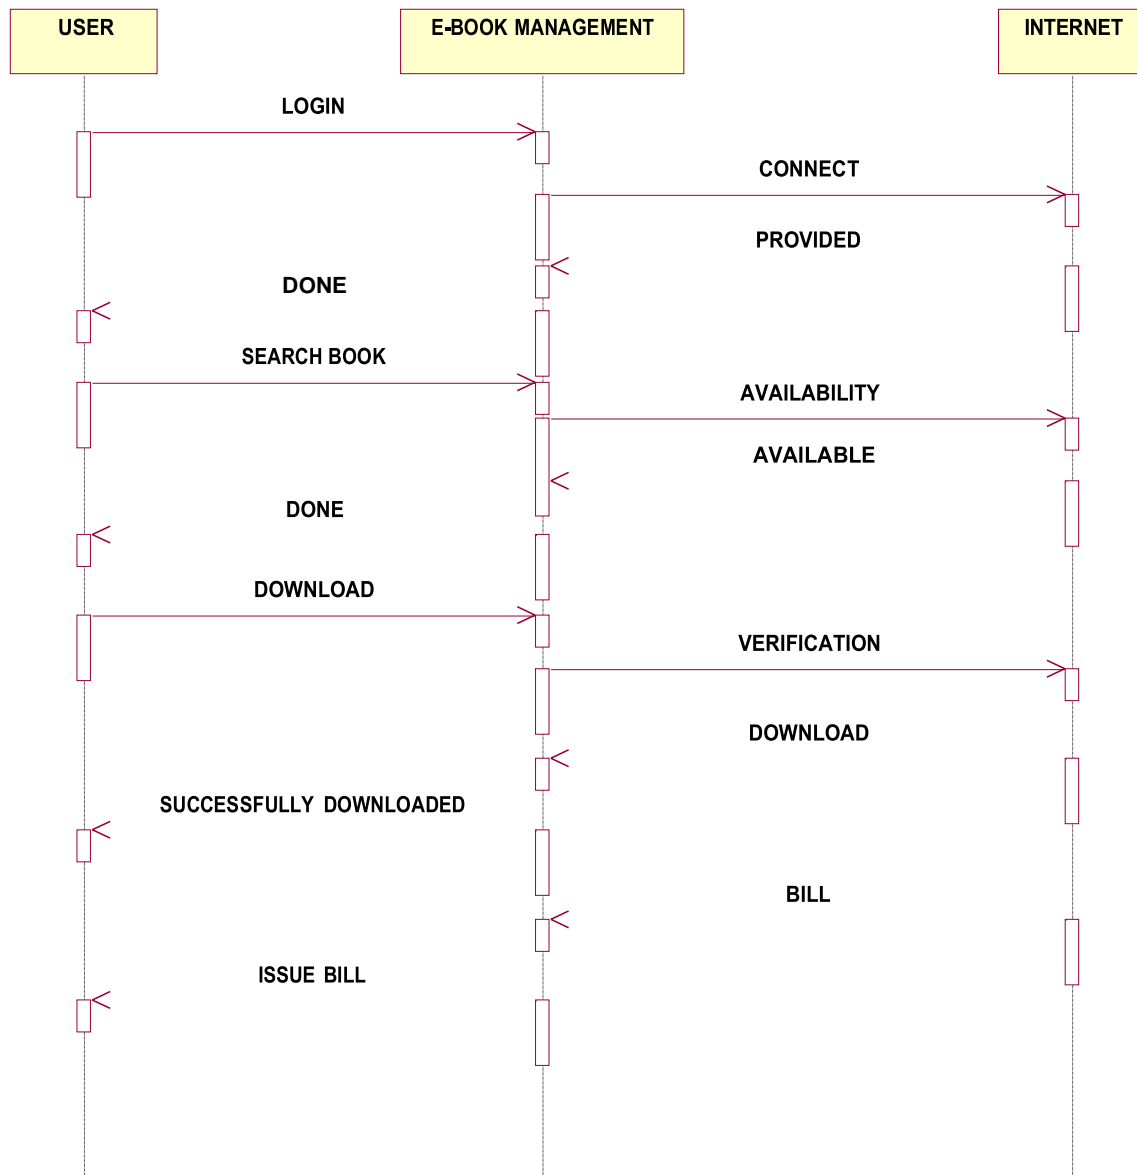 USER
E-BOOK MANAGEMENT
INTERNET
LOGIN
CONNECT
PROVIDED
DONE
SEARCH BOOK
AVAILABILITY
AVAILABLE
DONE
DOWNLOAD
VERIFICATION
DOWNLOAD
SUCCESSFULLY DOWNLOADED
BILL
ISSUE BILL